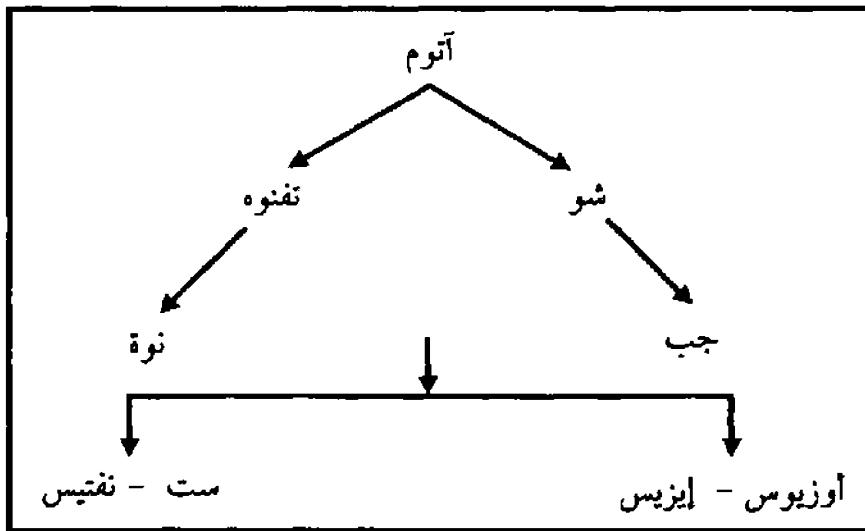 آتوم
شو تفنوه
جب نوة
أوزيوس - إيزيس ست - نفتيس